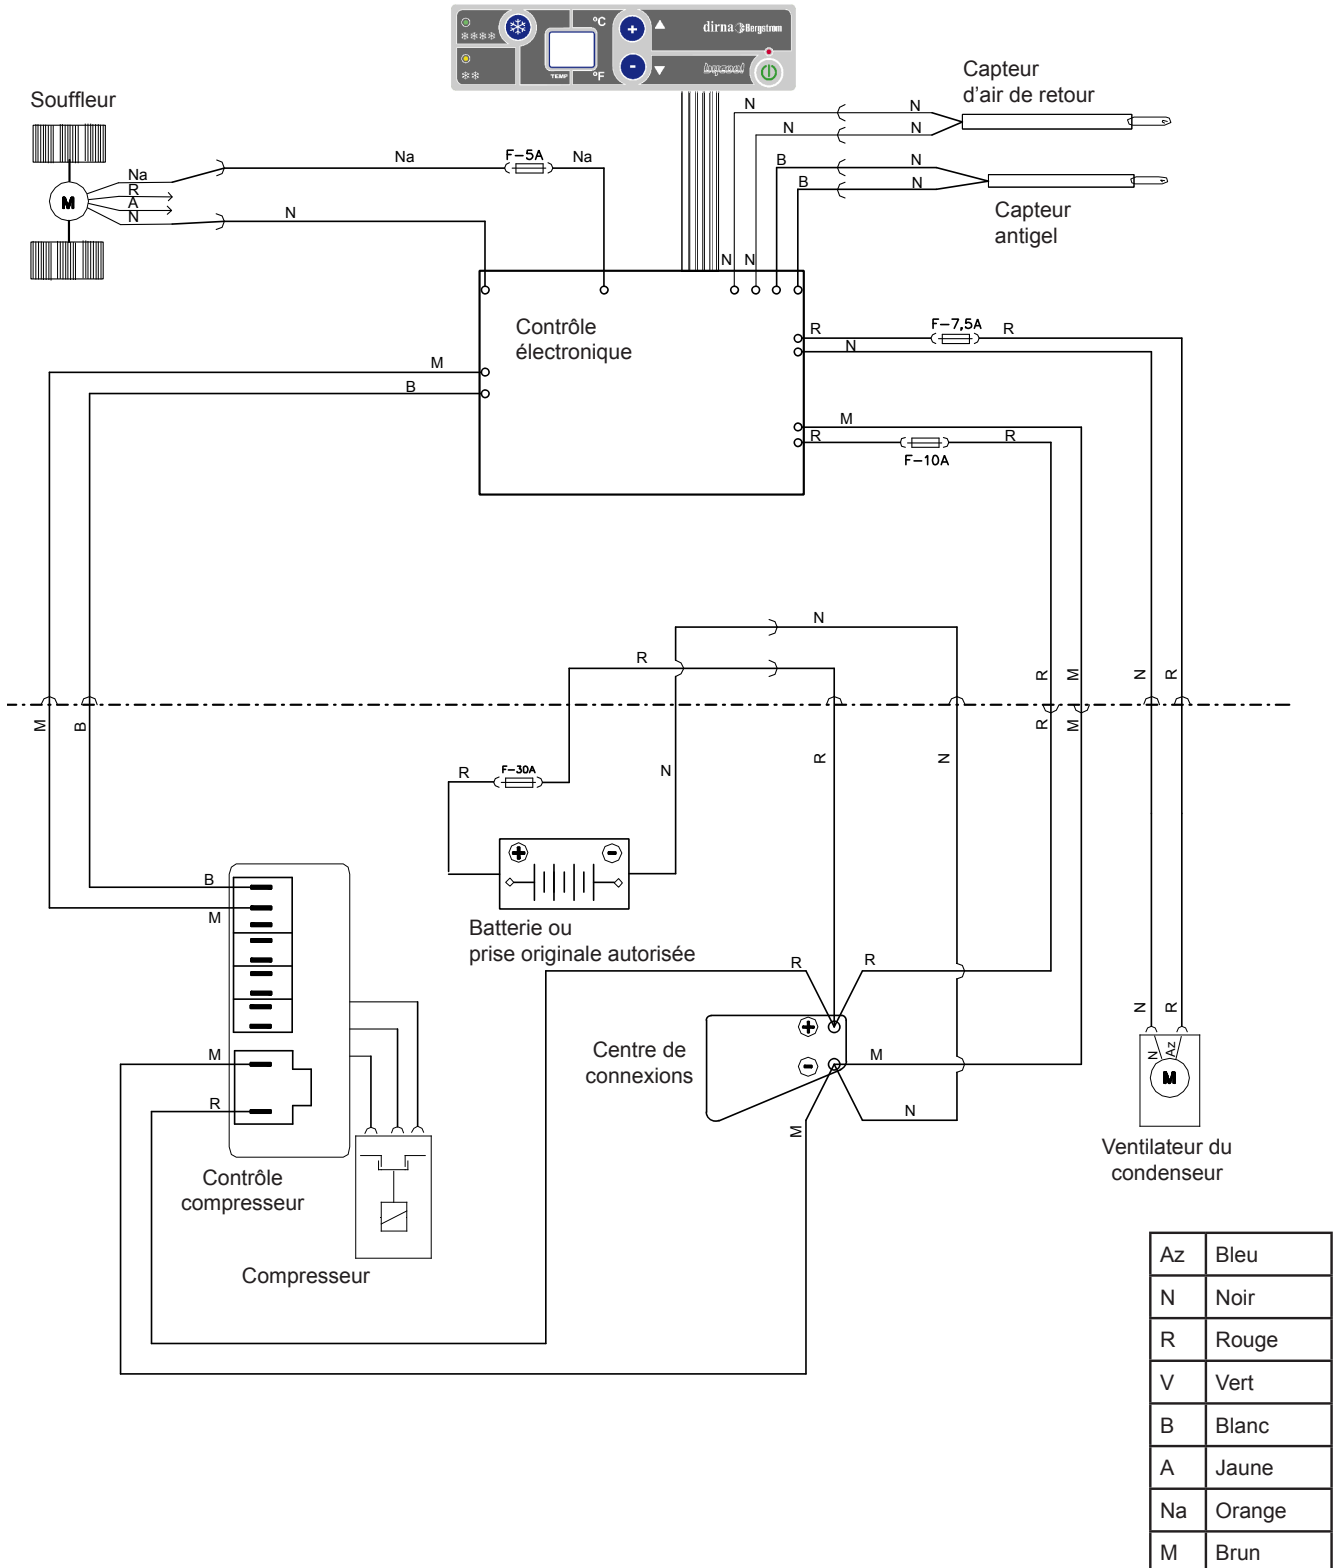 °C
dirna Bergstrom
bycool
TEMP
°F
+
-
Souffleur
Capteur
d'air de retour
N
N
N
N
B
N
B
N
Capteur
antigel
Na
Na
F-5A
Na
R
A
N
N
M
N
N
Contrôle
électronique
R
F-7,5A
R
N
M
B
M
R
F-10A
R
N
R
R
M
N
R
M
B
R
M
R
F-30A
N
R
N
+
-
B
M
Batterie ou
prise originale autorisée
R
R
N
R
+
-
M
Centre de
connexions
M
R
M
N
N
Az
M
Contrôle
compresseur
Ventilateur du
condenseur
Compresseur
Az Bleu
N Noir
R Rouge
V Vert
B Blanc
A Jaune
Na Orange
M Brun